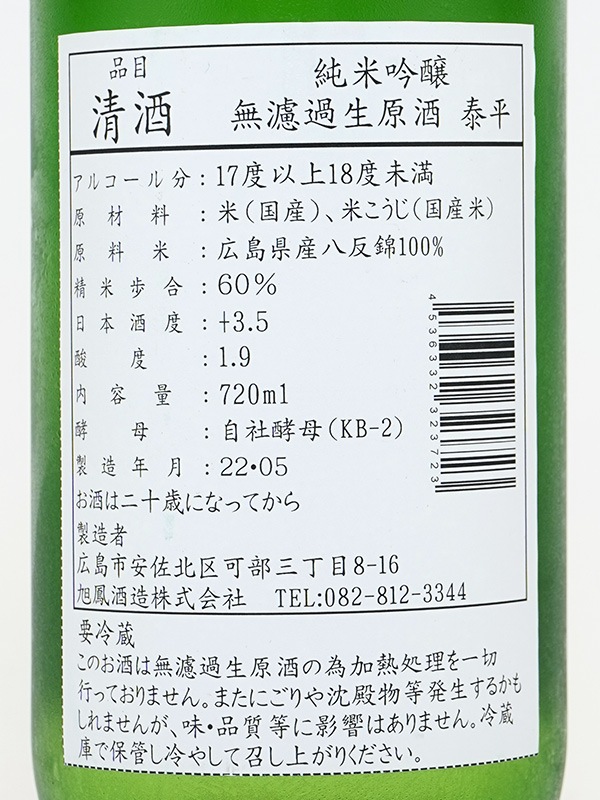 品目
清酒
純米吟醸
無濾過生原酒 泰平
アルコール分：17度以上18度未満
原材料：米（国産）、米こうじ（国産米）
原料米：広島県産八反錦100%
精米歩合：60%
日本酒度：+3.5
酸度：1.9
内容量：720ml
酵母：自社酵母（KB-2）
製造年月：22・05
お酒は二十歳になってから
製造者
広島市安佐北区可部三丁目8-16
旭鳳酒造株式会社 TEL:082-812-3344
4536332323723
要冷蔵
このお酒は無濾過生原酒の為加熱処理を一切
行っておりません。またにごりや沈殿物等発生するかも
しれませんが、味・品質等に影響はありません。冷蔵
庫で保管し冷やして召し上がりください。